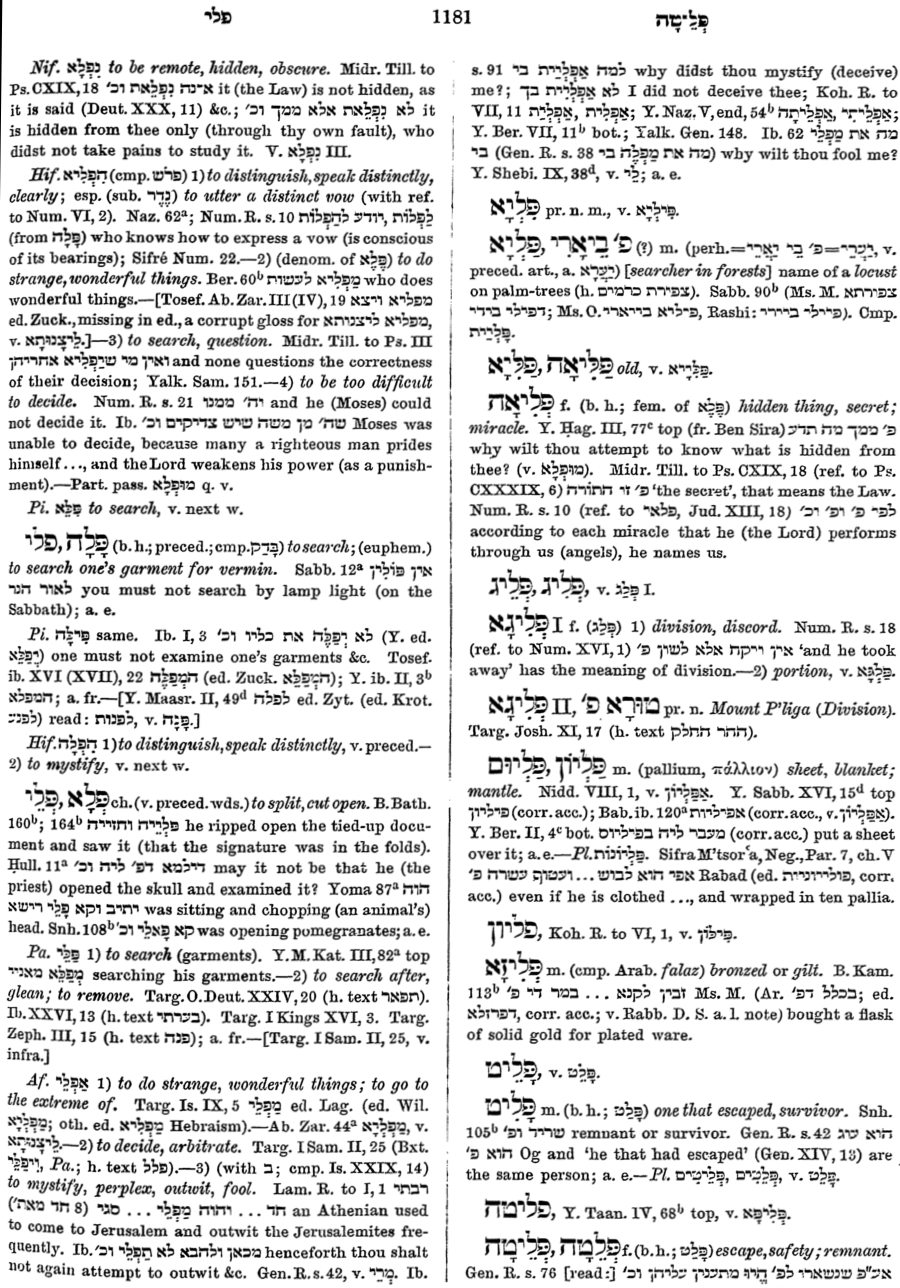 פלי 1181 פְּלֵיטָה
Nif. נִפְלָא to be remote, hidden, obscure. Midr. Till. to
Ps. CXIX, 18 אינה נִפְלֵאת וכ׳ it (the Law) is not hidden, as
it is said (Deut. XXX, 11) &c.; לא נִפְלֵאת אלא ממך וכ׳ it
is hidden from thee only (through thy own fault), who
didst not take pains to study it. V. נִפְלָא III.
Hif. הִפְלִיא (cmp. פרש) 1) to distinguish, speak distinctly,
clearly; esp. (sub. נֶדֶר) to utter a distinct vow (with ref.
to Num. VI, 2). Naz. 62ᵃ; Num. R. s. 10 יודע לְהַפְלוֹת, לַפְלוֹת
(from פָּלָה) who knows how to express a vow (is conscious
of its bearings); Sifré Num. 22.—2) (denom. of פֶּלֶא) to do
strange, wonderful things. Ber. 60ᵇ מַפְלִיא לעשות who does
wonderful things.—[Tosef. Ab. Zar. III (IV), 19 מפליא ויצא
ed. Zuck., missing in ed., a corrupt gloss for מפליא ליצנותא,
v. לֵיצָנוּתָא.]—3) to search, question. Midr. Till. to Ps. III
ואין מי שיַפְלִיא אחריהן and none questions the correctness
of their decision; Yalk. Sam. 151.—4) to be too difficult
to decide. Num. R. s. 21 יה׳ ממנו and he (Moses) could
not decide it. Ib. שה׳ מן משה שיש צדיקים וכ׳ Moses was
unable to decide, because many a righteous man prides
himself..., and the Lord weakens his power (as a punish-
ment).—Part. pass. מוּפְלָא q. v.
Pi. פִּלֵּא to search, v. next w.
פָּלָה, פלי (b. h.; preced.; cmp. בָּדַק) to search; (euphem.)
to search one's garment for vermin. Sabb. 12ᵃ אין פּוֹלִין
לאור הנר you must not search by lamp light (on the
Sabbath); a. e.
Pi. פִּילָּה same. Ib. I, 3 לא יְפַלֶּה את כליו וכ׳ (Y. ed.
יְפַלֵּא) one must not examine one's garments &c. Tosef.
ib. XVI (XVII), 22 הַמְפַלֶּה (ed. Zuck. הַמְפַלֵּא); Y. ib. II, 3ᵇ
המפלא; a. fr.—[Y. Maasr. II, 49ᵈ לפלה ed. Zyt. (ed. Krot.
לפנע) read: לפנות, v. פָּנָה.]
Hif. הִפְלָה 1) to distinguish, speak distinctly, v. preced.—
2) to mystify, v. next w.
פְּלָא, פְּלֵי ch. (v. preced. wds.) to split, cut open. B. Bath.
160ᵇ; 164ᵇ פלייה וחזייה he ripped open the tied-up docu-
ment and saw it (that the signature was in the folds).
Ḥull. 11ᵃ דילמא דפ׳ ליה וכ׳ may it not be that he (the
priest) opened the skull and examined it? Yoma 87ᵃ הוה
יתיב וקא פָּלֵי רישא was sitting and chopping (an animal's)
head. Snh. 108ᵇ קא פָּאלֵי וכ׳ was opening pomegranates; a. e.
Pa. פַּלֵּי 1) to search (garments). Y. M. Kat. III, 82ᵃ top
מְפַלֵּא מאניו searching his garments.—2) to search after,
glean; to remove. Targ. O. Deut. XXIV, 20 (h. text תפאר).
Ib. XXVI, 13 (h. text בערתי). Targ. I Kings XVI, 3. Targ.
Zeph. III, 15 (h. text פנה); a. fr.—[Targ. I Sam. II, 25, v.
infra.]
Af. אַפְלֵי 1) to do strange, wonderful things; to go to
the extreme of. Targ. Is. IX, 5 מַפְלֵי ed. Lag. (ed. Wil.
מַפְלְיָא; oth. ed. מַפְלִיא Hebraism).—Ab. Zar. 44ᵃ מַפְלְיָא, v.
לֵיצָנוּתָא.—2) to decide, arbitrate. Targ. I Sam. II, 25 (Bxt.
וִיפַלֵּי, Pa.; h. text פלל).—3) (with ב; cmp. Is. XXIX, 14)
to mystify, perplex, outwit, fool. Lam. R. to I, 1 רבתי
(8 חד מאת׳) חד ... והוה מַפְלֵי ... סגי an Athenian used
to come to Jerusalem and outwit the Jerusalemites fre-
quently. Ib. מכאן ולהבא לא תַפְלֵי וכ׳ henceforth thou shalt
not again attempt to outwit &c. Gen. R. s. 42, v. מְרֵי. Ib.
s. 91 למה אַפְלֵיית בי why didst thou mystify (deceive)
me?; לא אַפְלֵיית בך I did not deceive thee; Koh. R. to
VII, 11 אַפְלֵיתִי, אַפְלֵיתָה; Y. Naz. V, end, 54ᵇ אַפְלֵיית, אַפְלֵית;
Y. Ber. VII, 11ᵇ bot.; Yalk. Gen. 148. Ib. 62 מה את מַפְלֵי
בי (Gen. R. s. 38 מה את מַפְלֶה בי) why wilt thou fool me?
Y. Shebi. IX, 38ᵈ, v. לֵי; a. e.
פַּלְיָא pr. n. m., v. פִּילְיָא.
פַּלְיָא, פ׳ בֵּיאָרֵי (?) m. (perh.=פ׳ בי יַאֲרֵי=יַעֲרֵי, v.
preced. art., a. יַעֲרָא) [searcher in forests] name of a locust
on palm-trees (h. צפורת כרמים). Sabb. 90ᵇ (Ms. M. צפורתא
דפילי בידי; Ms. O. פיליא בייארי, Rashi: פיילי ביירי). Cmp.
פַּלְיַית.
פַּלִּיאָה, פַּלִּיָא old, v. פַּלָּיָא.
פְּלִיאָה f. (b. h.; fem. of פֶּלֶא) hidden thing, secret;
miracle. Y. Ḥag. III, 77ᶜ top (fr. Ben Sira) פ׳ ממך מה תדע
why wilt thou attempt to know what is hidden from
thee? (v. מוּפְלָא). Midr. Till. to Ps. CXIX, 18 (ref. to Ps.
CXXXIX, 6) פ׳ זו התורה 'the secret', that means the Law.
Num. R. s. 10 (ref. to פלאי, Jud. XIII, 18) לפי פ׳ ופ׳ וכ׳
according to each miracle that he (the Lord) performs
through us (angels), he names us.
פְּלִיג, פְּלֵיג, v. פְּלַג I.
פְּלִיגָא I f. (פְּלַג) 1) division, discord. Num. R. s. 18
(ref. to Num. XVI, 1) אין ויקח אלא לשון פ׳ 'and he took
away' has the meaning of division.—2) portion, v. פַּלְגָּא.
פְּלִיגָא II, טוּרָא פ׳ pr. n. Mount P'liga (Division).
Targ. Josh. XI, 17 (h. text ההר החלק).
פַּלְיוֹן, פַּלְיוּם m. (pallium, πάλλιον) sheet, blanket;
mantle. Nidd. VIII, 1, v. אַפִּלְיוֹן. Y. Sabb. XVI, 15ᵈ top
פיליון (corr. acc.); Bab. ib. 120ᵃ אפיליות (corr. acc., v. אַפִּלְיוֹן).
Y. Ber. II, 4ᶜ bot. מעבר ליה בפיליוס (corr. acc.) put a sheet
over it; a. e.—Pl. פַּלְיוֹנוֹת. Sifra M'tsorʿa, Neg., Par. 7, ch. V
אפי הוא לבוש ... ועטוף עשרה פ׳ Rabad (ed. פוליריונית, corr.
acc.) even if he is clothed ..., and wrapped in ten pallia.
פליון, Koh. R. to VI, 1, v. פִּילוֹן.
פְּלִיזָא m. (cmp. Arab. falaz) bronzed or gilt. B. Kam.
113ᵇ זבין לקנא ... במר די פ׳ Ms. M. (Ar. בכלל דפ׳; ed.
דפרזלא, corr. acc.; v. Rabb. D. S. a. l. note) bought a flask
of solid gold for plated ware.
פָּלֵיט, v. פָּלֵט.
פָּלִיט m. (b. h.; פָּלַט) one that escaped, survivor. Snh.
105ᵇ שריד ופ׳ remnant or survivor. Gen. R. s. 42 הוא עוג
הוא פ׳ Og and 'he that had escaped' (Gen. XIV, 13) are
the same person; a. e.—Pl. פְּלֵטִים, פְּלֵיטִים, v. פָּלֵט.
פליטה, Y. Taan. IV, 68ᵇ top, v. פְּלֵיפָא.
פְּלֵטָה, פְּלֵיטָה f. (b. h.; פָּלַט) escape, safety; remnant.
Gen. R. s. 76 [read:] אע״פ שנשארו לפ׳ הָיוּ מתענין עליהן וכ׳